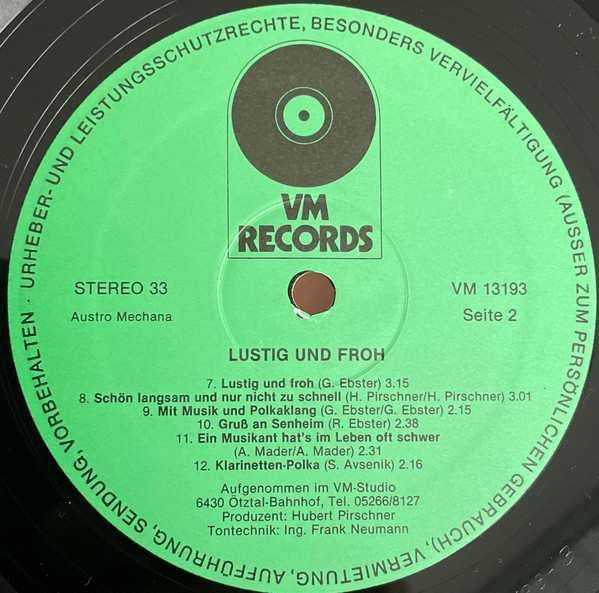 URHEBER- UND LEISTUNGSSCHUTZRECHTE, BESONDERS VERVIELFÄLTIGUNG (AUSSER ZUM PERSÖNLICHEN GEBRAUCH), VERMIETUNG, AUFFÜHRUNG, SENDUNG, VORBEHALTEN ·
VM
RECORDS
STEREO 33
VM 13193
Austro Mechana
Seite 2
LUSTIG UND FROH
7. Lustig und froh (G. Ebster) 3.15
8. Schön langsam und nur nicht zu schnell (H. Pirschner/H. Pirschner) 3.01
9. Mit Musik und Polkaklang (G. Ebster/G. Ebster) 2.15
10. Gruß an Senheim (R. Ebster) 2.38
11. Ein Musikant hat's im Leben oft schwer
(A. Mader/A. Mader) 2.31
12. Klarinetten-Polka (S. Avsenik) 2.16
Aufgenommen im VM-Studio
6430 Ötztal-Bahnhof, Tel. 05266/8127
Produzent: Hubert Pirschner
Tontechnik: Ing. Frank Neumann